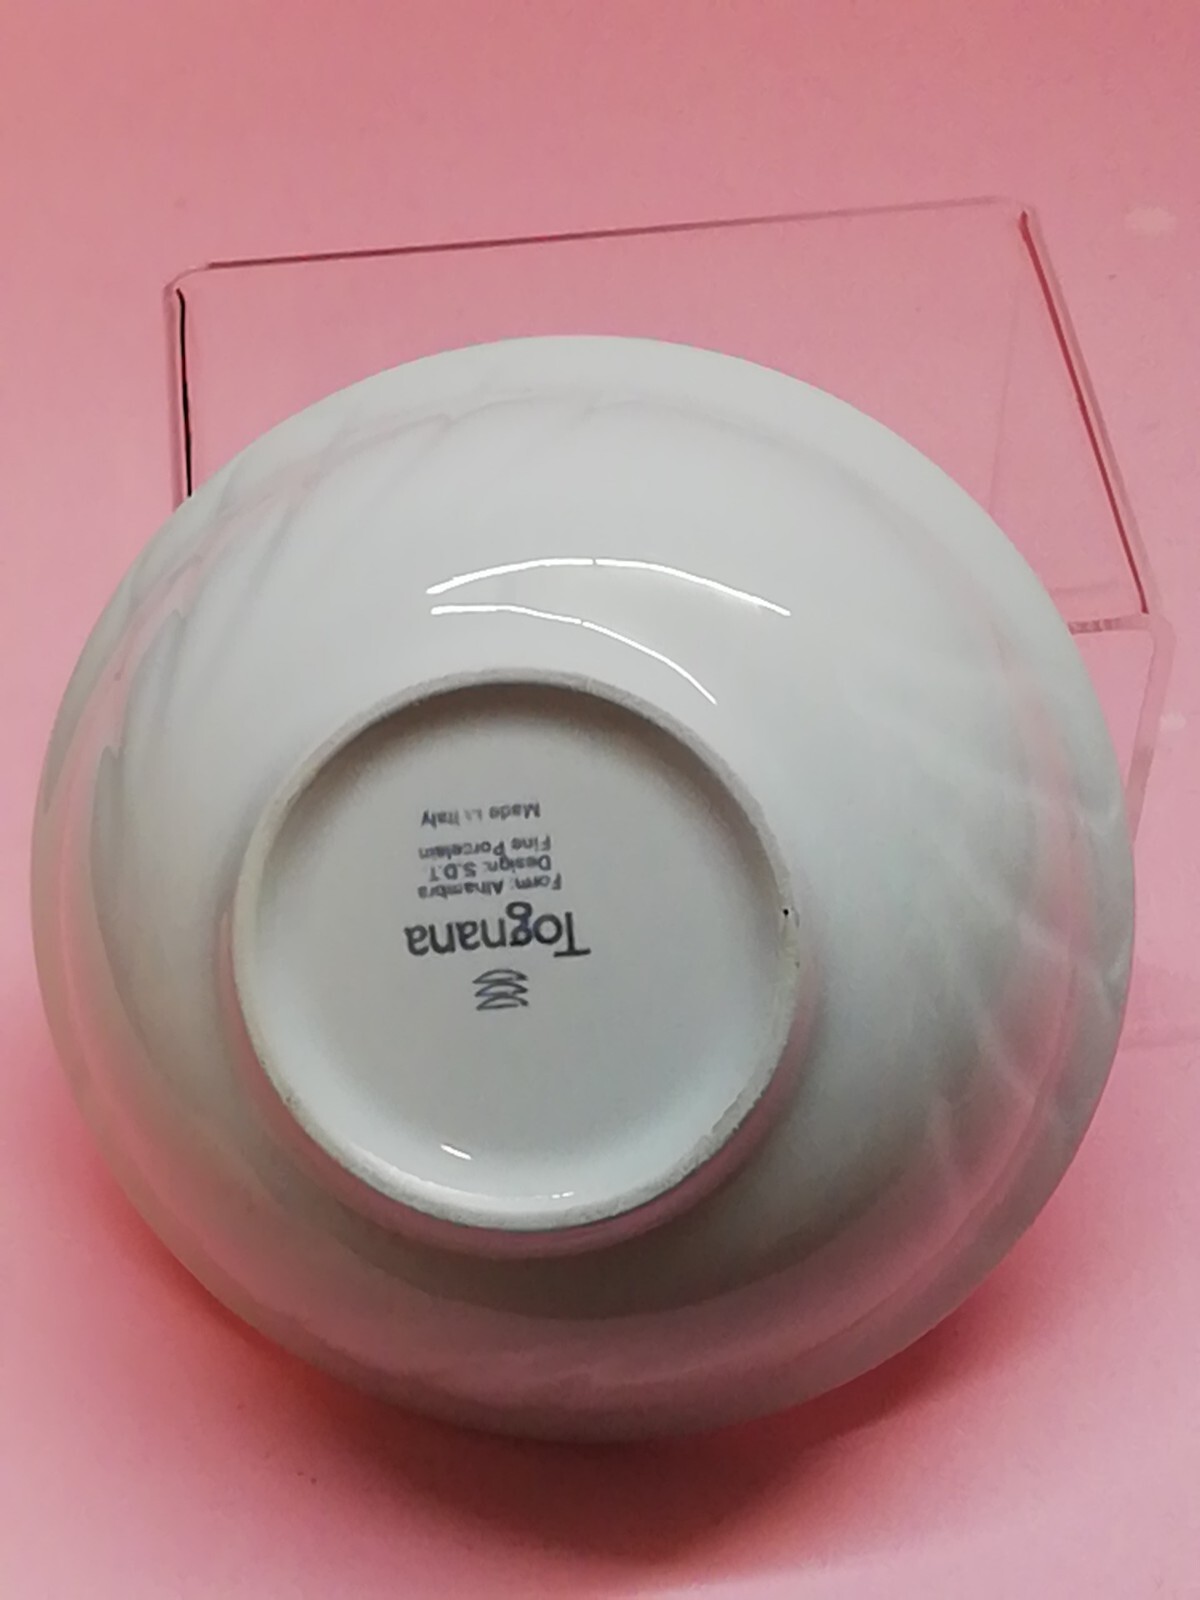 Tognana
Form: Alhambra
Design: S.D.T.
Fine Porcelain
Made in Italy